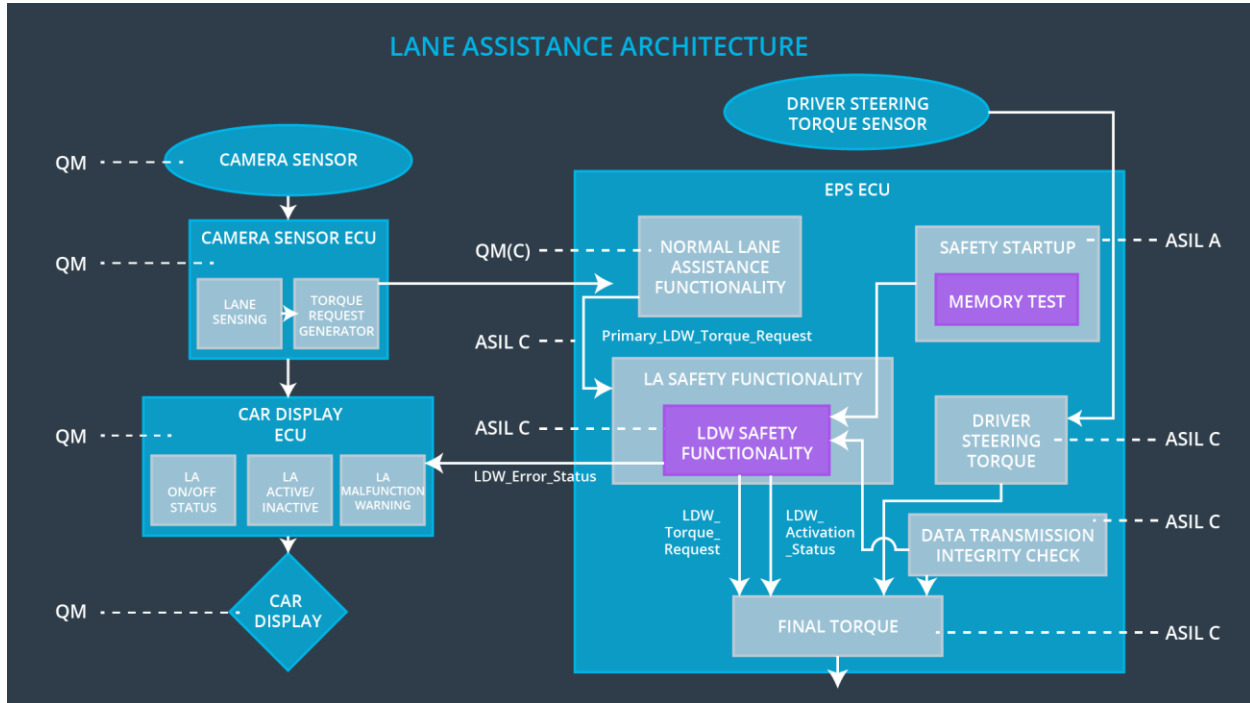 LANE ASSISTANCE ARCHITECTURE
DRIVER STEERING
TORQUE SENSOR
QM
CAMERA SENSOR
EPS ECU
CAMERA SENSOR ECU
QM
LANE
SENSING
TORQUE
REQUEST
GENERATOR
QM(C)
NORMAL LANE
ASSISTANCE
FUNCTIONALITY
SAFETY STARTUP
ASIL A
MEMORY TEST
ASIL C
Primary_LDW_Torque_Request
LA SAFETY FUNCTIONALITY
CAR DISPLAY
ECU
QM
LA
ON/OFF
STATUS
LA
ACTIVE/
INACTIVE
LA
MALFUNCTION
WARNING
ASIL C
LDW SAFETY
FUNCTIONALITY
LDW_Error_Status
DRIVER
STEERING
TORQUE
ASIL C
LDW_
Torque_
Request
LDW_
Activation
_Status
DATA TRANSMISSION
INTEGRITY CHECK
ASIL C
QM
CAR
DISPLAY
FINAL TORQUE
ASIL C